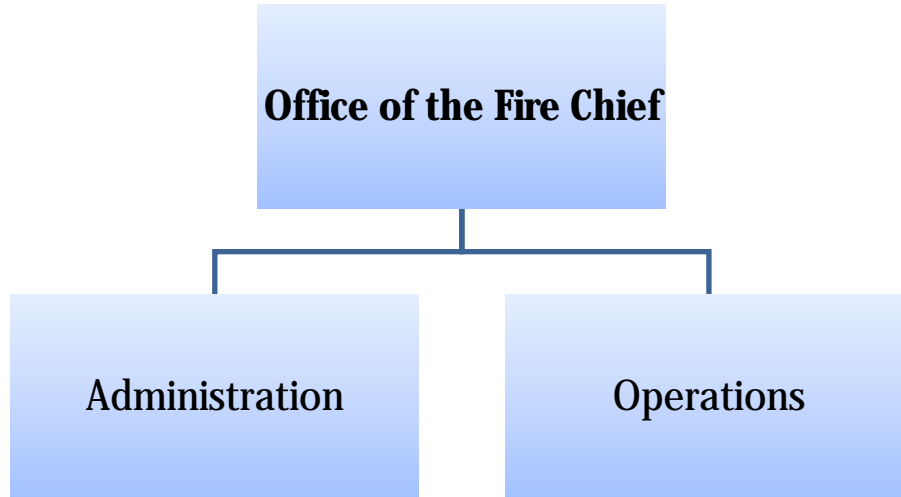 Office of the Fire Chief
Administration
Operations